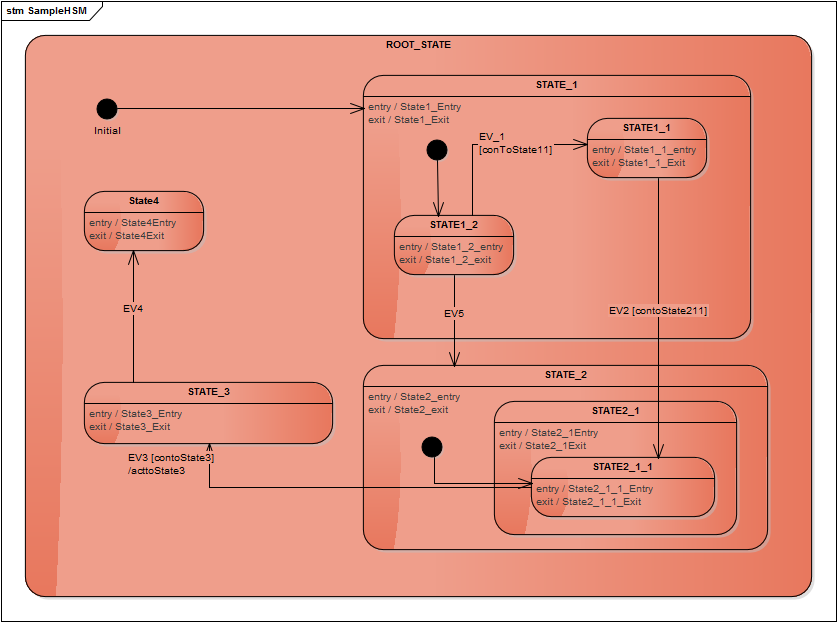 stm SampleHSM
ROOT_STATE
STATE_1
entry / State1_Entry
exit / State1_Exit
Initial
EV_1
[conToState11]
STATE1_1
entry / State1_1_entry
exit / State1_1_Exit
State4
entry / State4Entry
exit / State4Exit
STATE1_2
entry / State1_2_entry
exit / State1_2_exit
EV4
EV5
EV2 [contoState211]
STATE_2
entry / State2_entry
exit / State2_exit
STATE_3
entry / State3_Entry
exit / State3_Exit
STATE2_1
entry / State2_1Entry
exit / State2_1Exit
EV3 [contoState3]
/acttoState3
STATE2_1_1
entry / State2_1_1_Entry
exit / State2_1_1_Exit